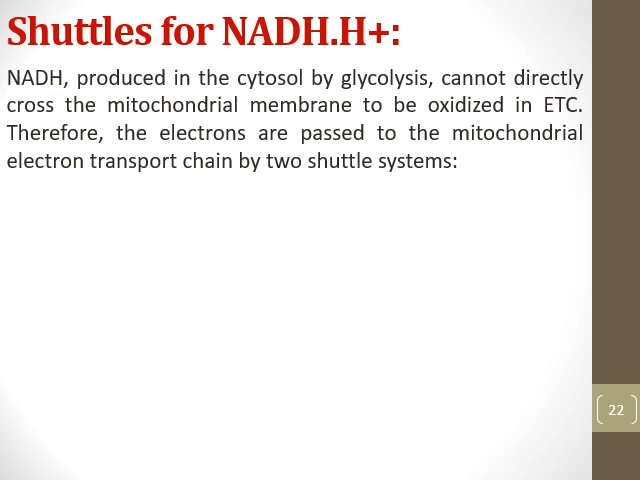 Shuttles for NADH.H+:
NADH, produced in the cytosol by glycolysis, cannot directly
cross the mitochondrial membrane to be oxidized in ETC.
Therefore, the electrons are passed to the mitochondrial
electron transport chain by two shuttle systems:
22